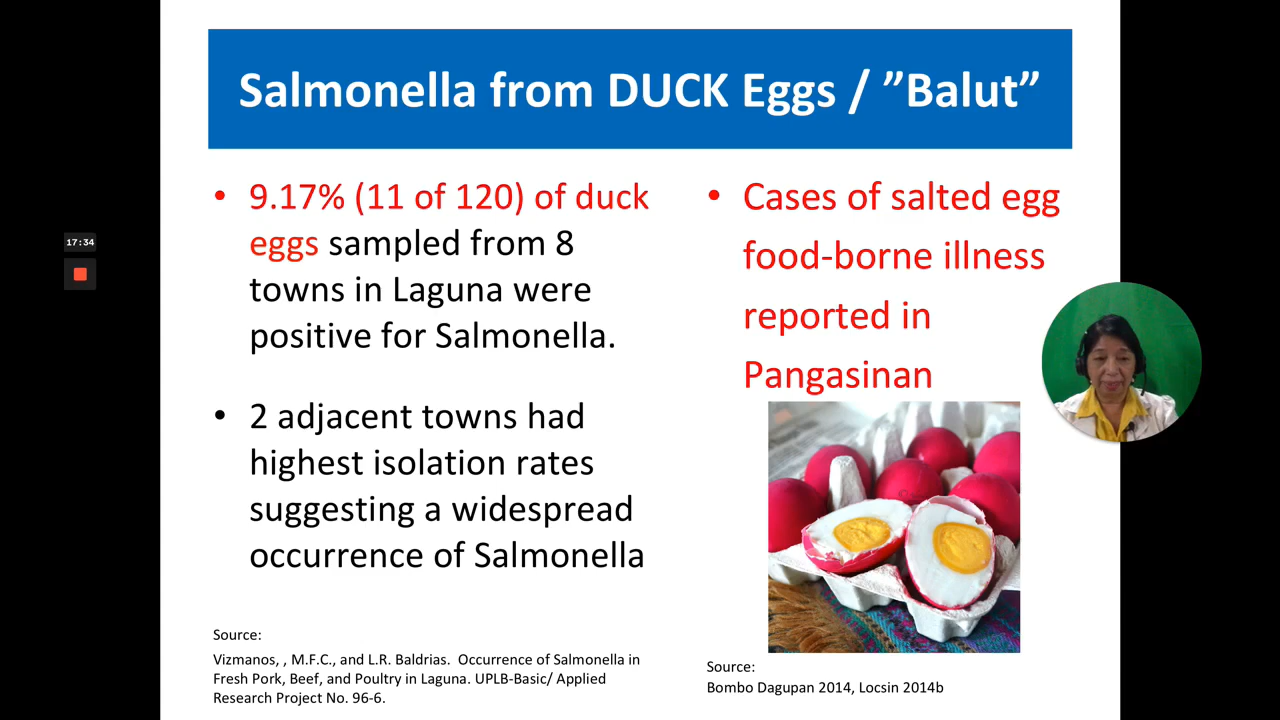 Salmonella from DUCK Eggs / ”Balut”
• 9.17% (11 of 120) of duck
eggs sampled from 8
towns in Laguna were
positive for Salmonella.
• 2 adjacent towns had
highest isolation rates
suggesting a widespread
occurrence of Salmonella
Source:
Vizmanos, , M.F.C., and L.R. Baldrias. Occurrence of Salmonella in
Fresh Pork, Beef, and Poultry in Laguna. UPLB-Basic/ Applied
Research Project No. 96-6.
• Cases of salted egg
food-borne illness
reported in
Pangasinan
Source:
Bombo Dagupan 2014, Locsin 2014b
17:34